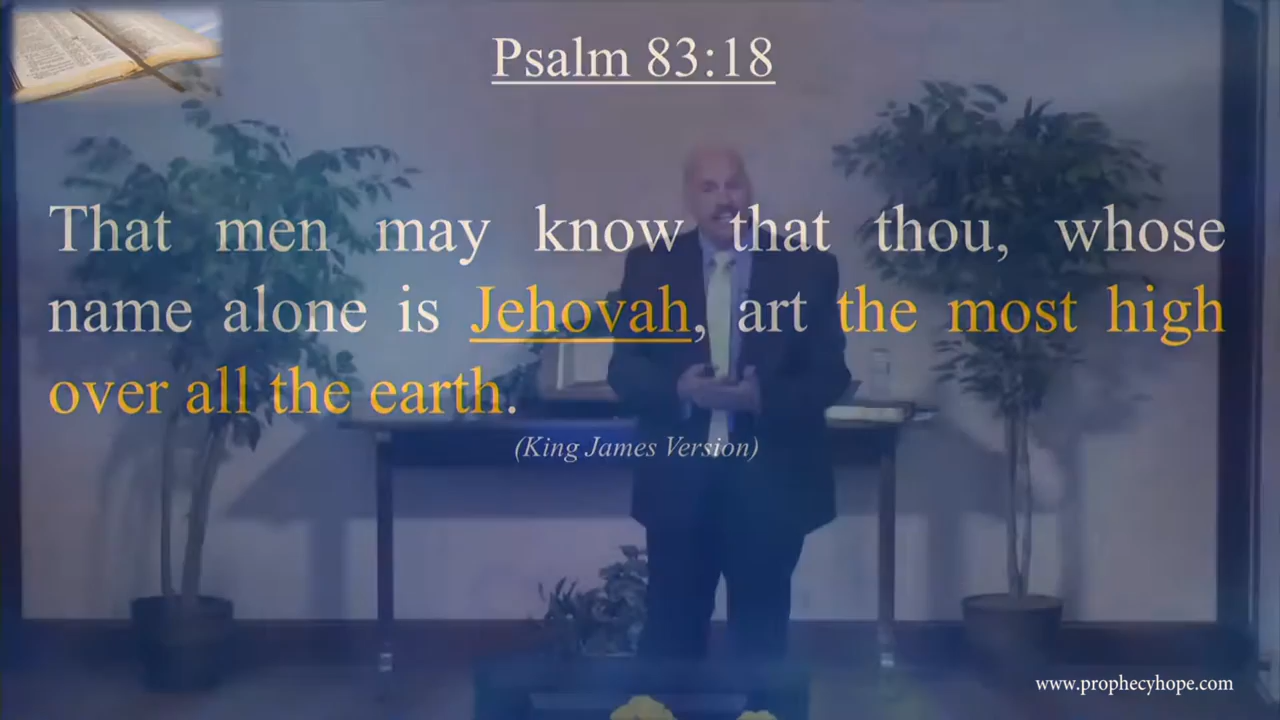 Psalm 83:18
That men may know that thou, whose
name alone is Jehovah, art the most high
over all the earth.
(King James Version)
www.prophecyhope.com